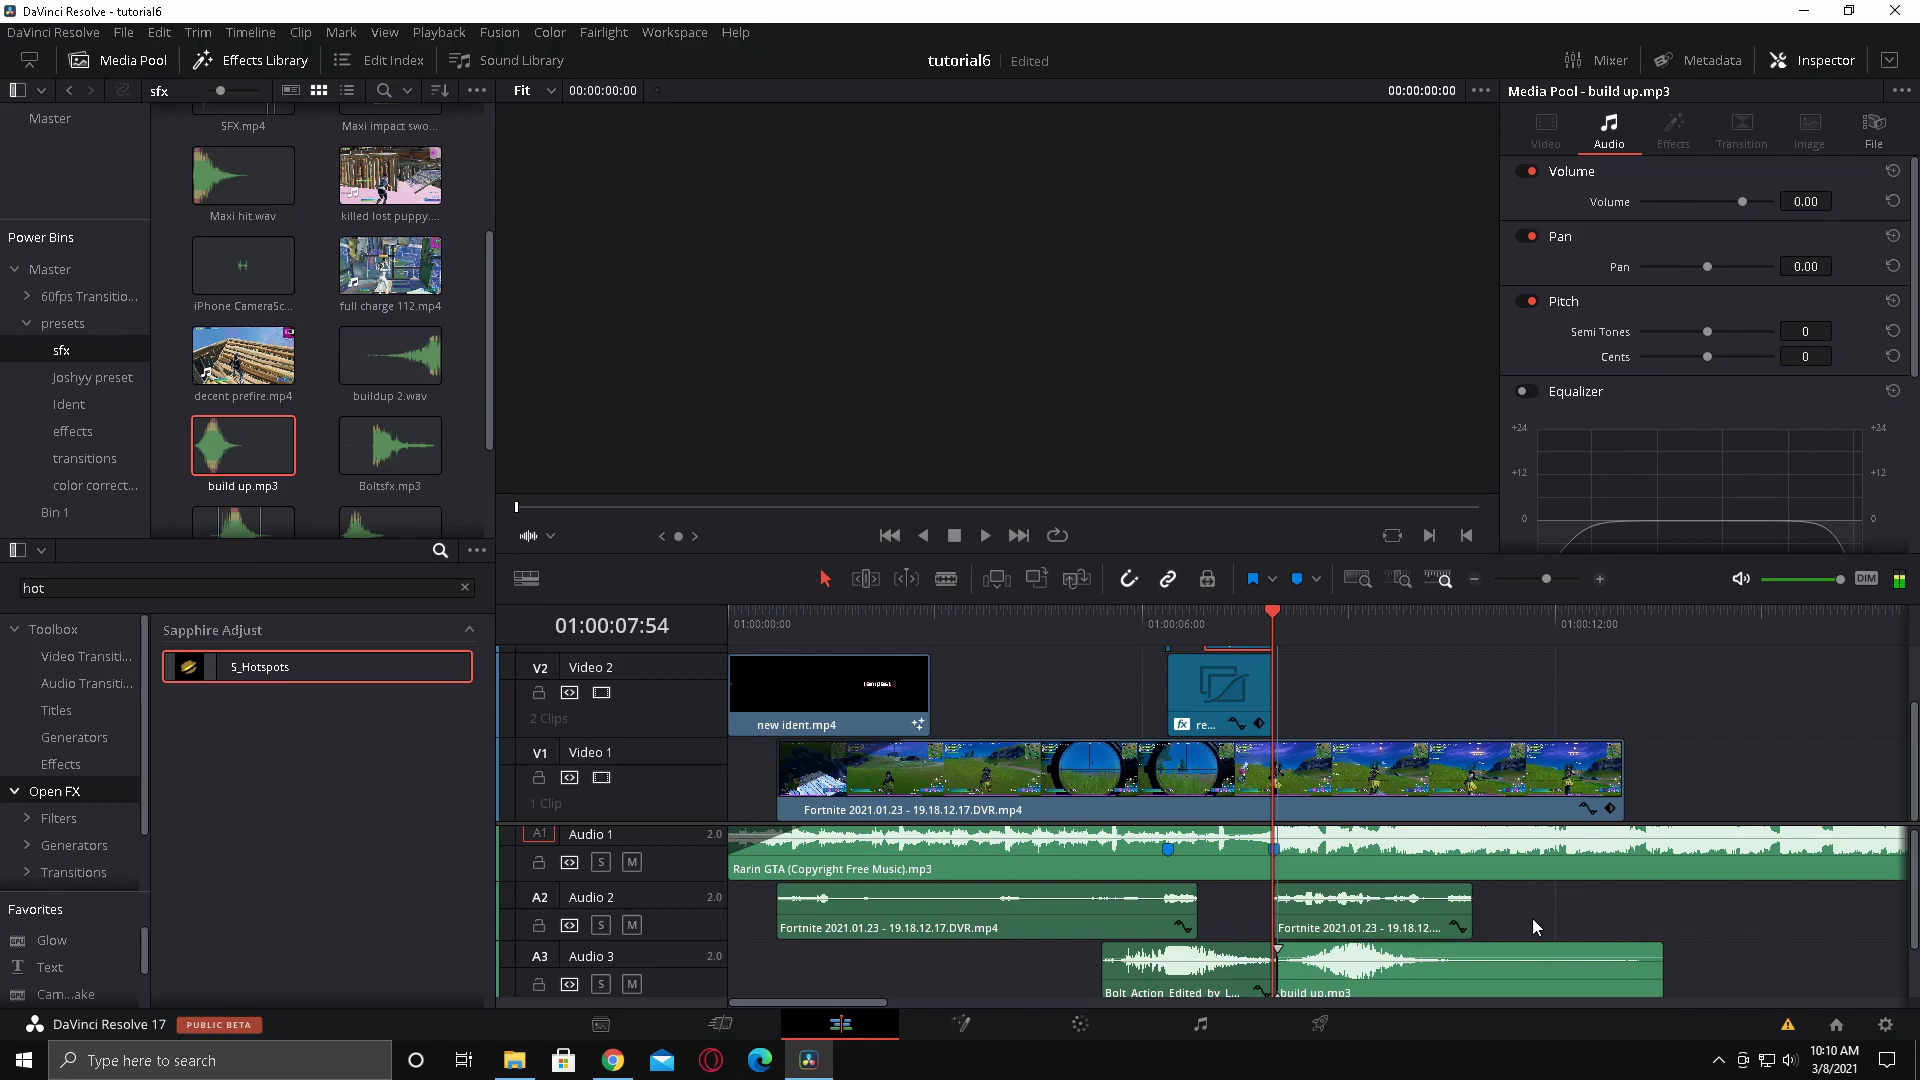 DaVinci Resolve - tutorial6
DaVinci Resolve File Edit Trim Timeline Clip Mark View Playback Fusion Color Fairlight Workspace Help
Media Pool Effects Library Edit Index Sound Library tutorial6 Edited Mixer Metadata Inspector
sfx Fit 00:00:00:00 00:00:00:00 Media Pool - build up.mp3
Master
SFX.mp4 Maxi impact swo...
Video Audio Effects Transition Image File
Volume
Volume 0.00
Maxi hit.wav killed lost puppy....
Power Bins
Pan
Pan 0.00
Master
60fps Transitio...
iPhone CameraSc... full charge 112.mp4
presets
Pitch
Semi Tones 0
Cents 0
sfx
Joshyy preset
decent prefire.mp4 buildup 2.wav
Equalizer
Ident
effects
+24 +24
transitions
+12 +12
color correct...
build up.mp3 Boltsfx.mp3
Bin 1
0 0
hot
DIM
Toolbox
Sapphire Adjust
Video Transiti...
S_Hotspots
Audio Transiti...
Titles
Generators
Effects
Open FX
Filters
Generators
Transitions
Favorites
Glow
Text
Cam...ake
01:00:07:54
01:00:00:00 01:00:06:00 01:00:12:00
V2 Video 2
2 Clips
new ident.mp4
fx re...
V1 Video 1
1 Clip
Fortnite 2021.01.23 - 19.18.12.17.DVR.mp4
A1 Audio 1 2.0
S M
Rarin GTA (Copyright Free Music).mp3
A2 Audio 2 2.0
S M
Fortnite 2021.01.23 - 19.18.12.17.DVR.mp4 Fortnite 2021.01.23 - 19.18.12....
A3 Audio 3 2.0
S M
Bolt Action Edited by L... build up.mp3
DaVinci Resolve 17 PUBLIC BETA
Type here to search
10:10 AM
3/8/2021